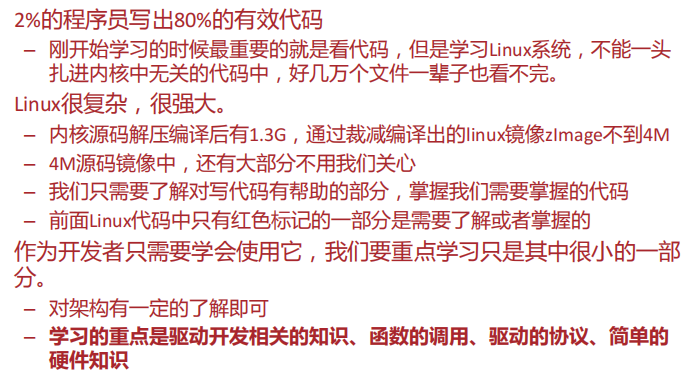 2%的程序员写出80%的有效代码
– 刚开始学习的时候最重要的就是看代码，但是学习Linux系统，不能一头
扎进内核中无关的代码中，好几万个文件一辈子也看不完。
Linux很复杂，很强大。
– 内核源码解压编译后有1.3G，通过裁减编译出的linux镜像zImage不到4M
– 4M源码镜像中，还有大部分不用我们关心
– 我们只需要了解对写代码有帮助的部分，掌握我们需要掌握的代码
– 前面Linux代码中只有红色标记的一部分是需要了解或者掌握的
作为开发者只需要学会使用它，我们要重点学习只是其中很小的一部
分。
– 对架构有一定的了解即可
– 学习的重点是驱动开发相关的知识、函数的调用、驱动的协议、简单的
硬件知识